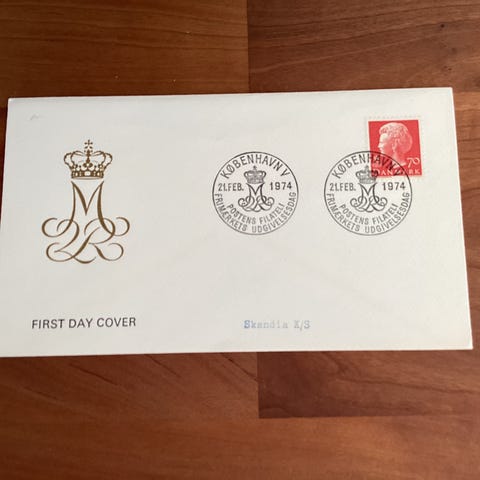 KØBENHAVN V
21.FEB. 1974
POSTENS FILATELI
FRIMÆRKETS UDGIVELSESDAG
KØBENHAVN V
21.FEB. 1974
POSTENS FILATELI
FRIMÆRKETS UDGIVELSESDAG
70
DANMARK
FIRST DAY COVER
Skandia K/S